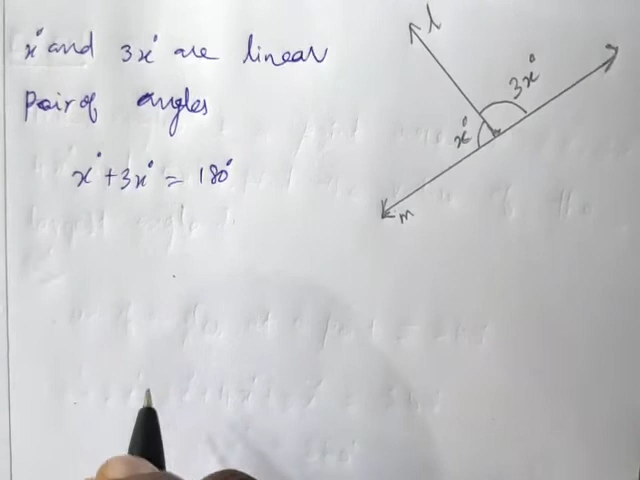 x° and 3x° are linear
pair of angles
x° + 3x° = 180°
l
3x°
x°
m